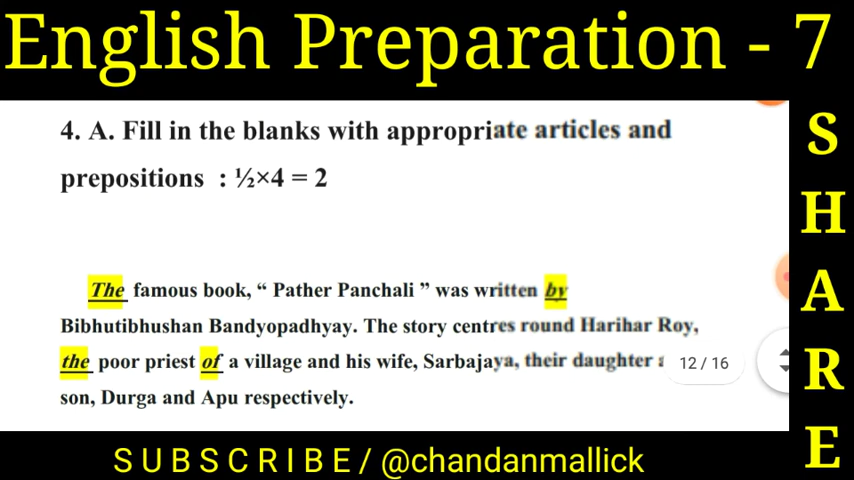 English Preparation - 7
4. A. Fill in the blanks with appropriate articles and
prepositions : ½×4 = 2
The famous book, “ Pather Panchali ” was written by
Bibhutibhushan Bandyopadhyay. The story centres round Harihar Roy,
the poor priest of a village and his wife, Sarbajaya, their daughter
12 / 16
son, Durga and Apu respectively.
S
H
A
R
E
S U B S C R I B E / @chandanmallick